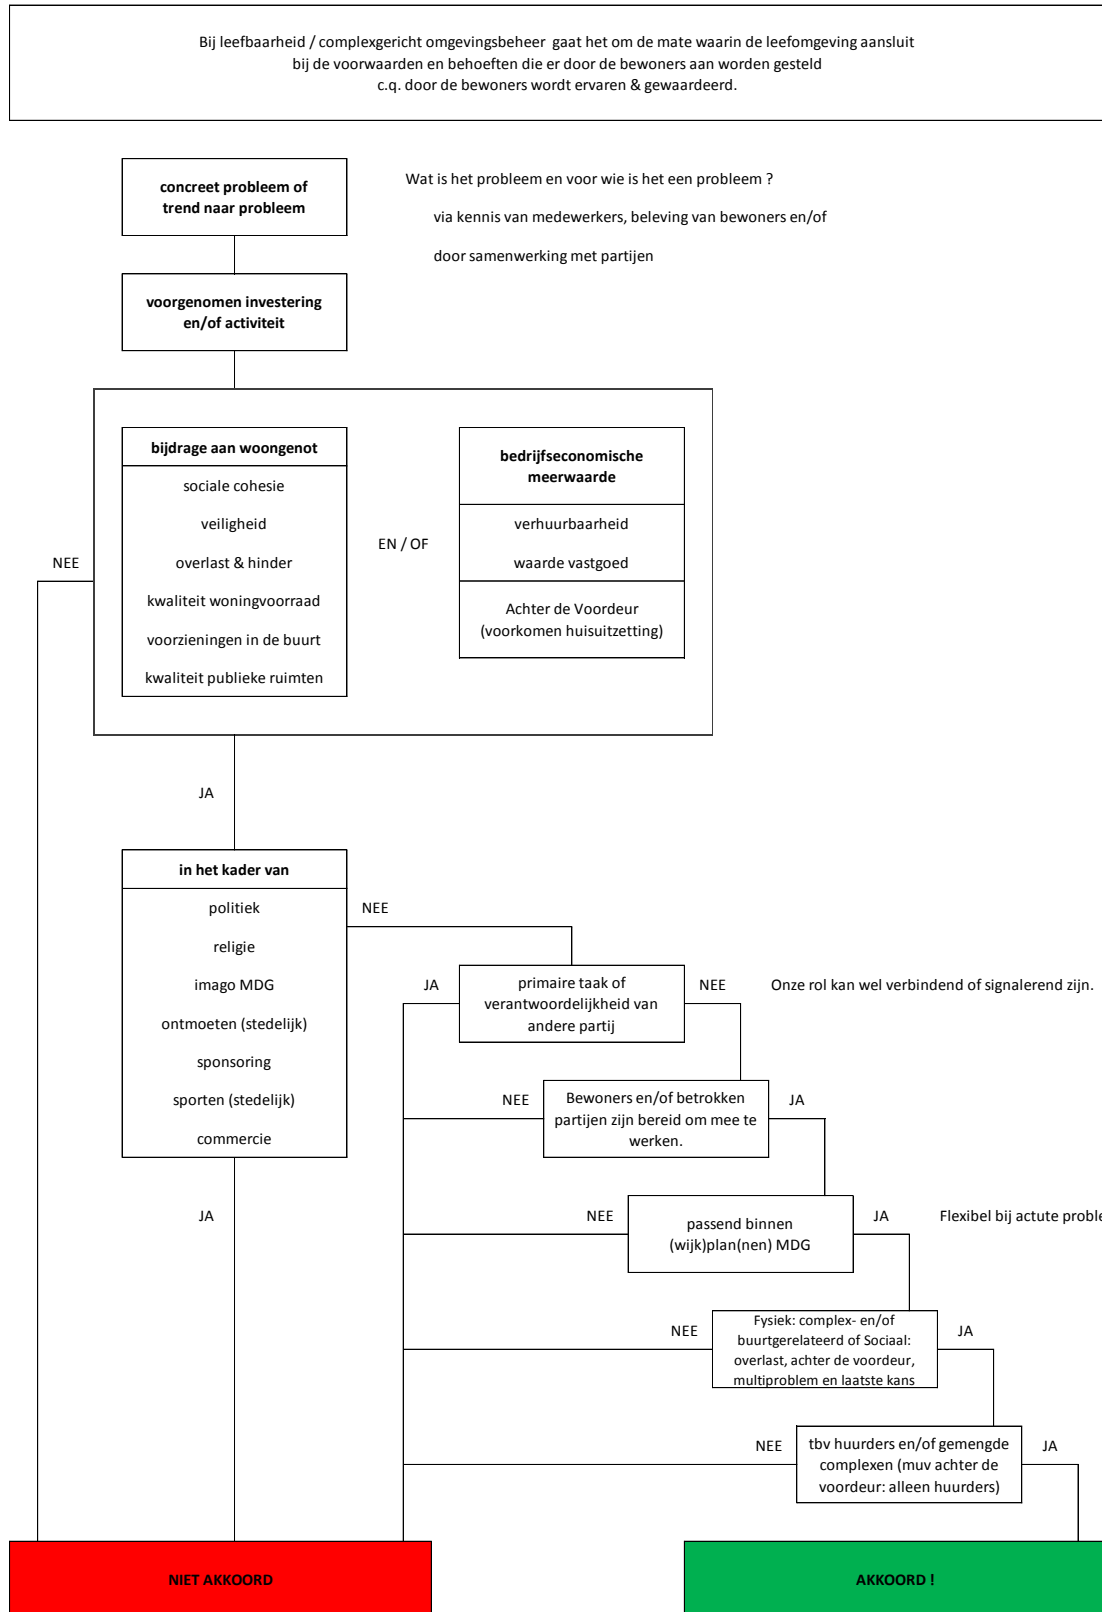 Bij leefbaarheid / complexgericht omgevingsbeheer gaat het om de mate waarin de leefomgeving aansluit
bij de voorwaarden en behoeften die er door de bewoners aan worden gesteld
c.q. door de bewoners wordt ervaren & gewaardeerd.
concreet probleem of
trend naar probleem
Wat is het probleem en voor wie is het een probleem ?
via kennis van medewerkers, beleving van bewoners en/of
door samenwerking met partijen
voorgenomen investering
en/of activiteit
bijdrage aan woongenot
sociale cohesie
veiligheid
overlast & hinder
kwaliteit woningvoorraad
voorzieningen in de buurt
kwaliteit publieke ruimten
EN / OF
bedrijfseconomische
meerwaarde
verhuurbaarheid
waarde vastgoed
Achter de Voordeur
(voorkomen huisuitzetting)
NEE
JA
in het kader van
politiek
religie
imago MDG
ontmoeten (stedelijk)
sponsoring
sporten (stedelijk)
commercie
NEE
JA
JA
primaire taak of
verantwoordelijkheid van
andere partij
NEE
Onze rol kan wel verbindend of signalerend zijn.
NEE
Bewoners en/of betrokken
partijen zijn bereid om mee te
werken.
JA
NEE
passend binnen
(wijk)plan(nen) MDG
JA
Flexibel bij actute
NEE
Fysiek: complex- en/of
buurtgerelateerd of Sociaal:
overlast, achter de voordeur,
multiproblem en laatste kans
JA
NEE
tbv huurders en/of gemengde
complexen (muv achter de
voordeur: alleen huurders)
JA
NIET AKKOORD
AKKOORD !